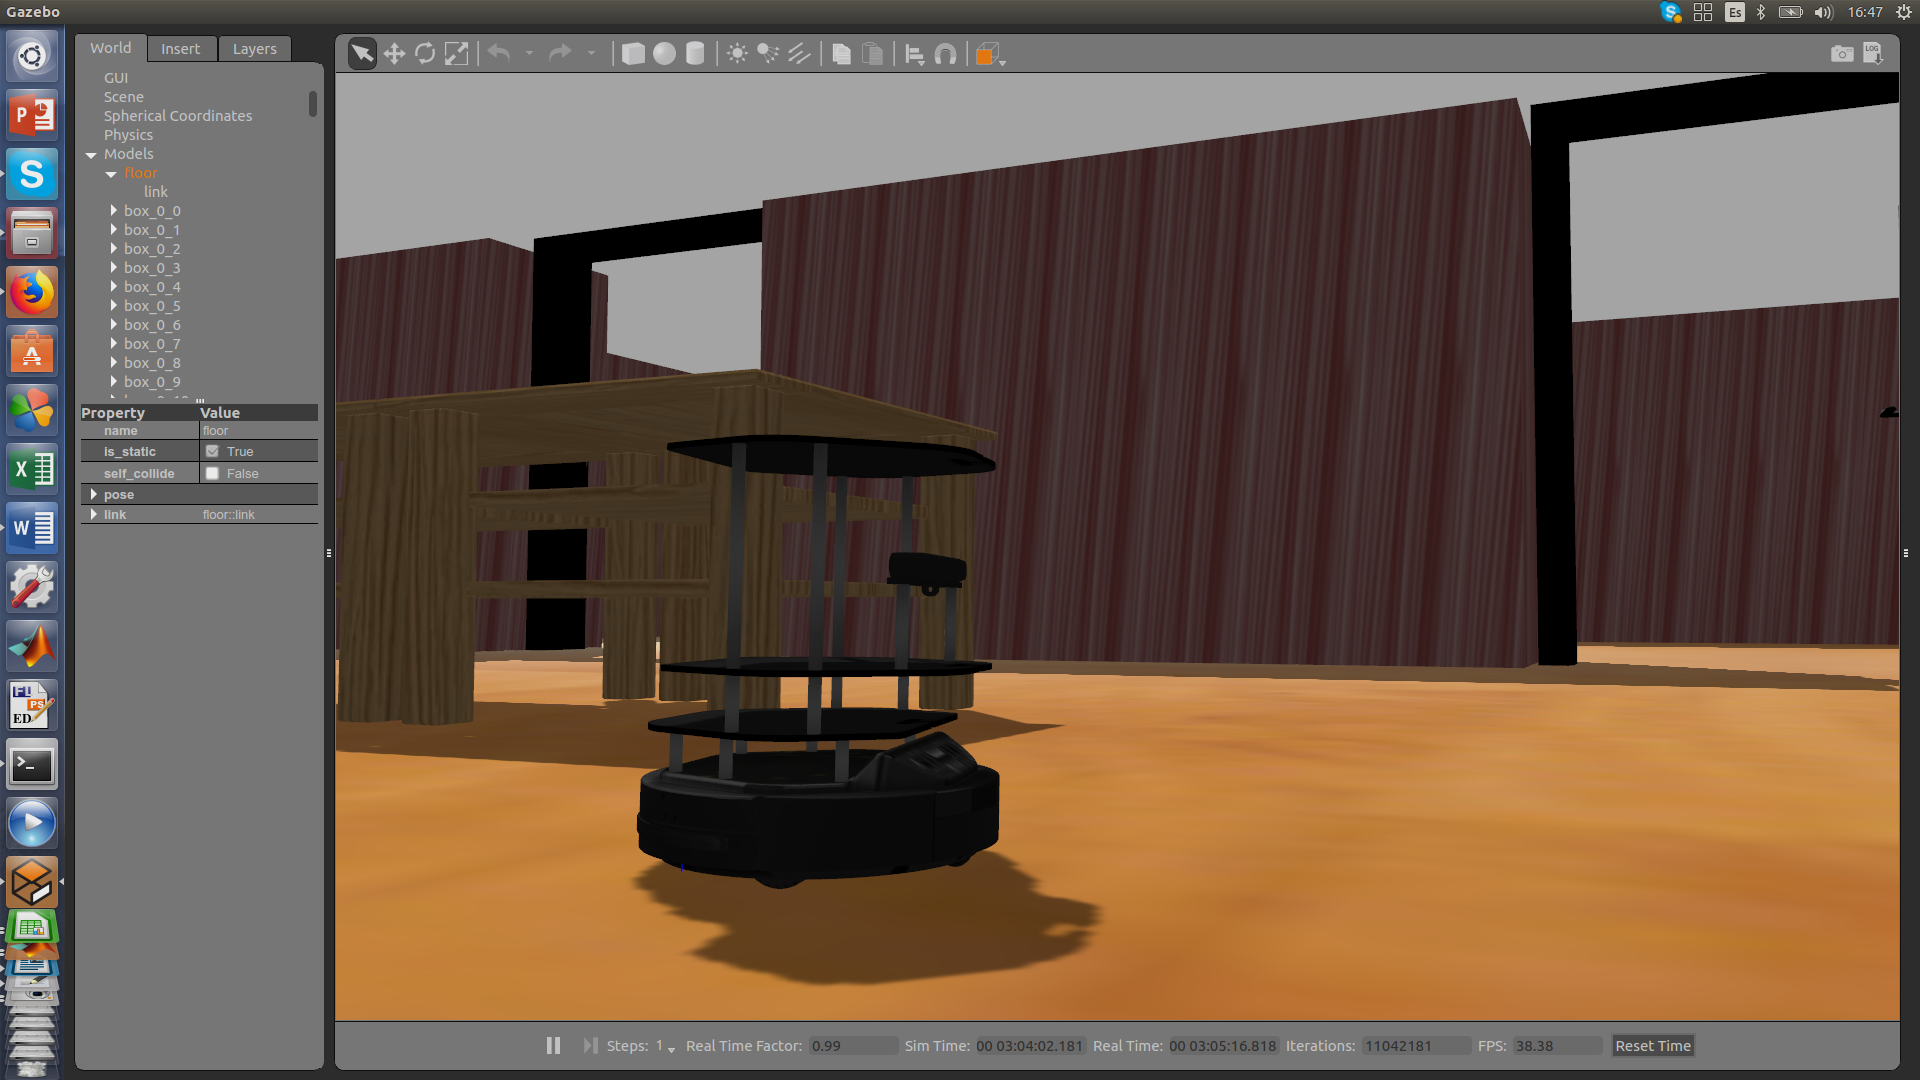 Gazebo
Es
16:47
World Insert Layers
LOG
GUI
Scene
Spherical Coordinates
Physics
Models
floor
link
box_0_0
box_0_1
box_0_2
box_0_3
box_0_4
box_0_5
box_0_6
box_0_7
box_0_8
box_0_9
Property Value
name floor
is_static True
self_collide False
pose
link floor::link
Steps: 1 Real Time Factor: 0.99 Sim Time: 00 03:04:02.181 Real Time: 00 03:05:16.818 Iterations: 11042181 FPS: 38.38 Reset Time